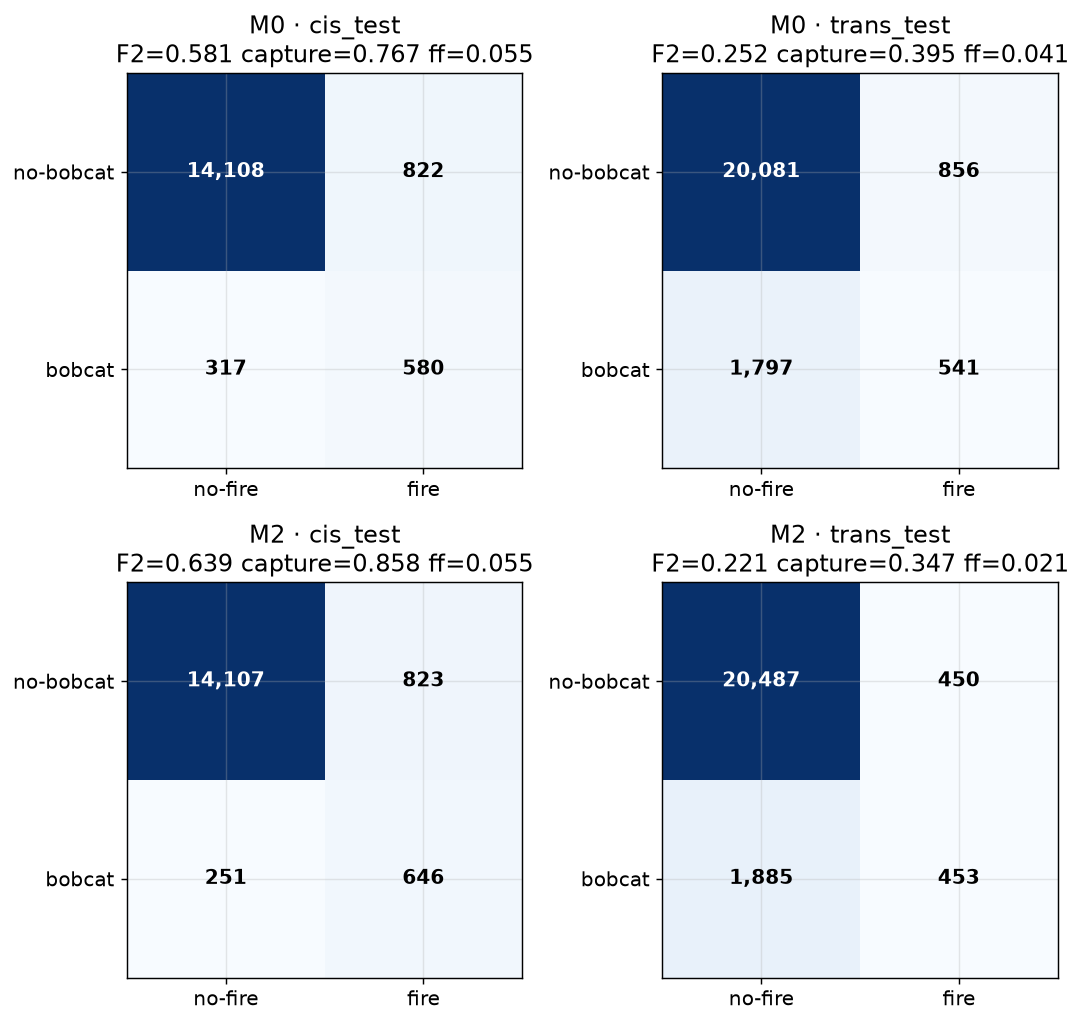 M0 · cis_test
F2=0.581 capture=0.767 ff=0.055
no-bobcat
14,108
822
bobcat
317
580
no-fire
fire
M0 · trans_test
F2=0.252 capture=0.395 ff=0.041
no-bobcat
20,081
856
bobcat
1,797
541
no-fire
fire
M2 · cis_test
F2=0.639 capture=0.858 ff=0.055
no-bobcat
14,107
823
bobcat
251
646
no-fire
fire
M2 · trans_test
F2=0.221 capture=0.347 ff=0.021
no-bobcat
20,487
450
bobcat
1,885
453
no-fire
fire